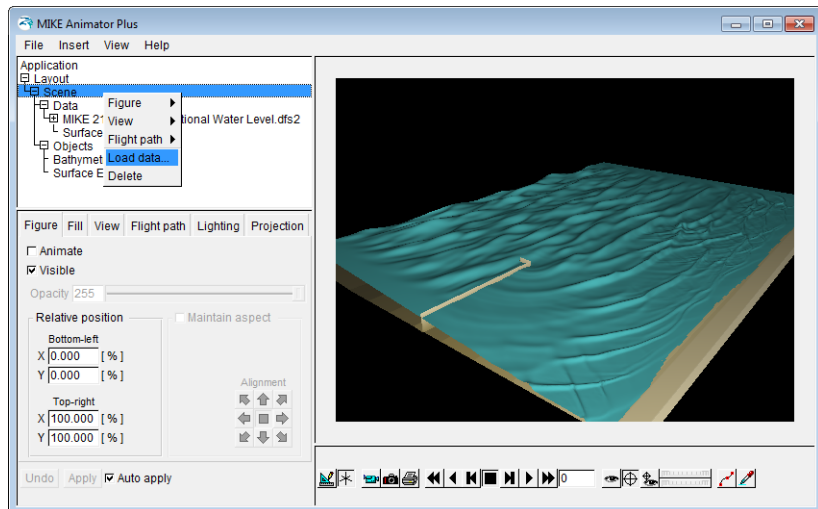 MIKE Animator Plus
File Insert View Help
Application
Layout
Scene
Data
MIKE 21 tional Water Level.dfs2
Surface
Objects
Bathymet
Surface E
Figure
View
Flight path
Load data...
Delete
Figure Fill View Flight path Lighting Projection
Animate
Visible
Opacity 255
Relative position Maintain aspect
Bottom-left
X 0.000 [ % ]
Y 0.000 [ % ]
Alignment
Top-right
X 100.000 [ % ]
Y 100.000 [ % ]
Undo Apply Auto apply
0